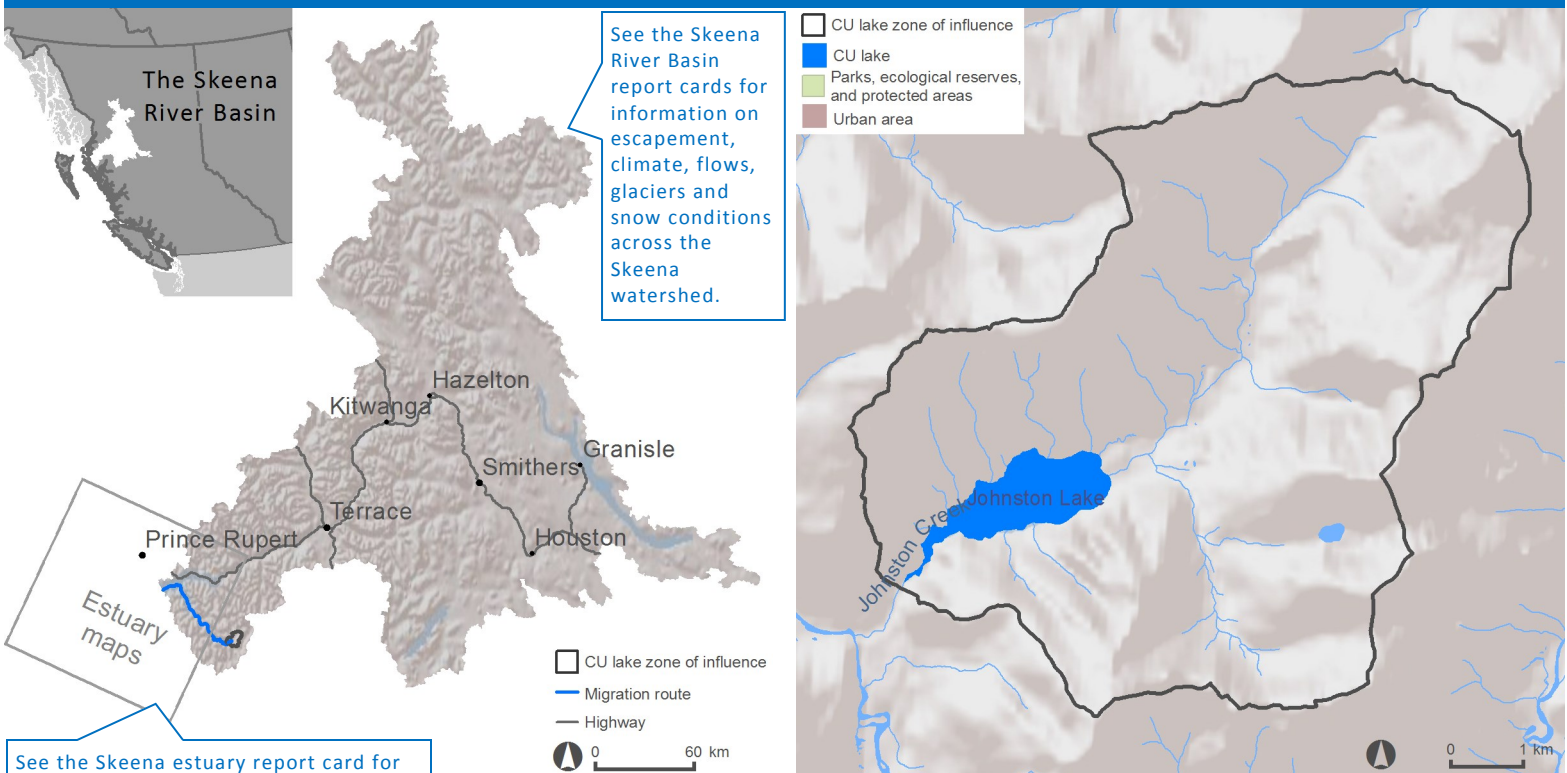 The Skeena
River Basin
See the Skeena
River Basin
report cards for
information on
escapement,
climate, flows,
glaciers and
snow conditions
across the
Skeena
watershed.
Hazelton
Kitwanga
Granisle
Smithers
Terrace
Houston
Prince Rupert
Estuary
maps
CU lake zone of influence
Migration route
Highway
0 60 km
See the Skeena estuary report card for
CU lake zone of influence
CU lake
Parks, ecological reserves,
and protected areas
Urban area
Johnston Lake
Johnston Creek
0 1 km